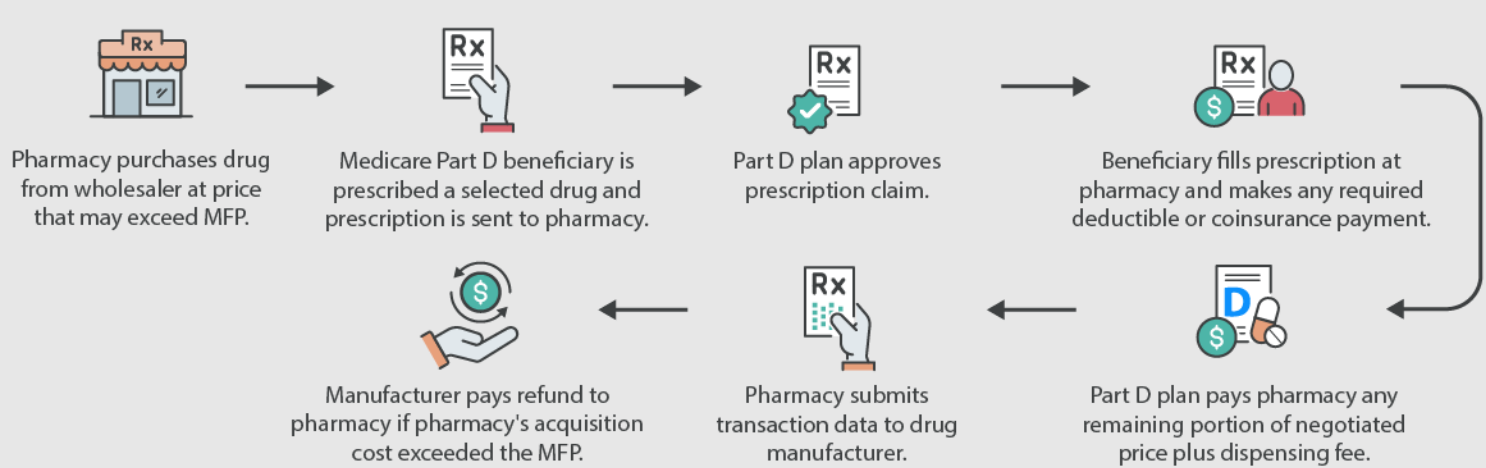 Rx
Pharmacy purchases drug
from wholesaler at price
that may exceed MFP.
Rx
Medicare Part D beneficiary is
prescribed a selected drug and
prescription is sent to pharmacy.
Rx
Part D plan approves
prescription claim.
Rx
$
Beneficiary fills prescription at
pharmacy and makes any required
deductible or coinsurance payment.
D
$
Part D plan pays pharmacy any
remaining portion of negotiated
price plus dispensing fee.
Rx
Pharmacy submits
transaction data to drug
manufacturer.
$
Manufacturer pays refund to
pharmacy if pharmacy's acquisition
cost exceeded the MFP.